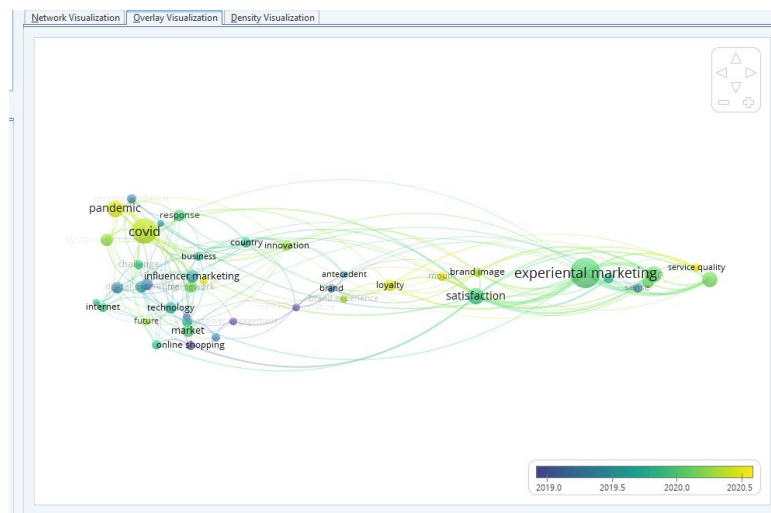 Network Visualization Overlay Visualization Density Visualization
pandemic
covid
response
country
innovation
business
challenge
influencer marketing
internet
technology
future
market
online shopping
antecedent
brand
brand experience
loyalty
brand image
satisfaction
experiental marketing
service quality
2019.0 2019.5 2020.0 2020.5